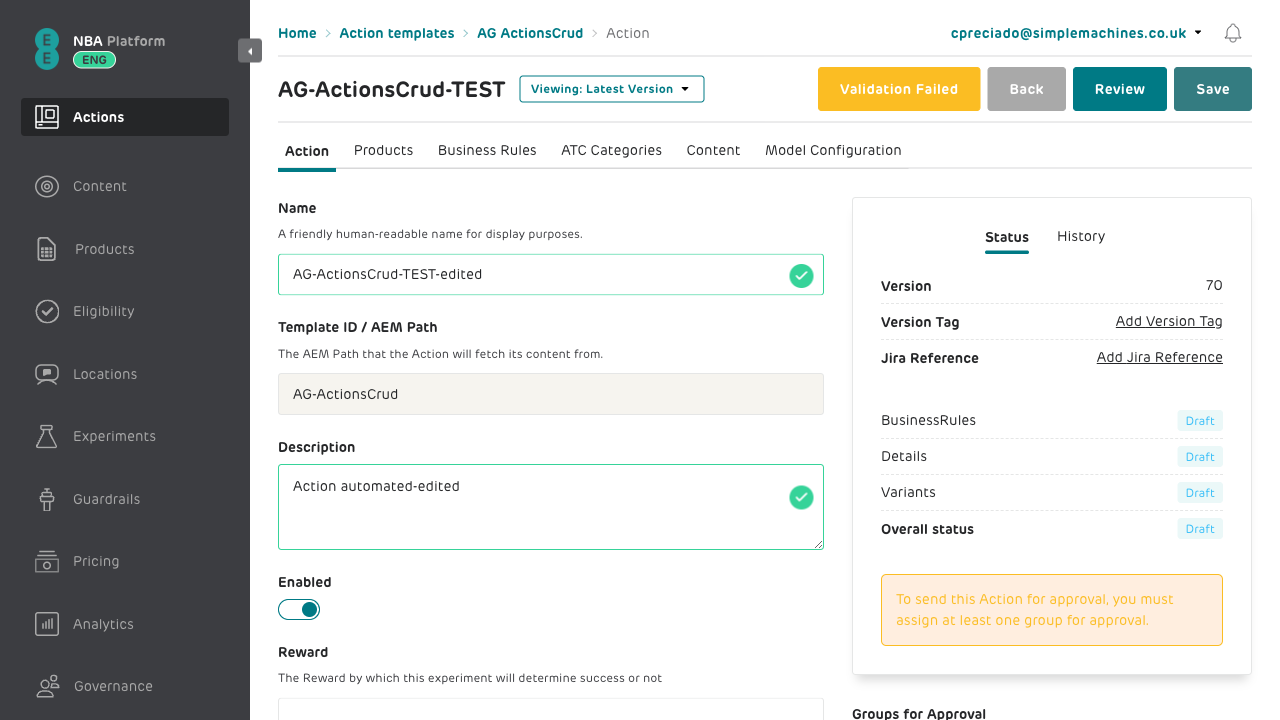 EE
NBA Platform
ENG
Actions
Content
Products
Eligibility
Locations
Experiments
Guardrails
Pricing
Analytics
Governance
Home > Action templates > AG ActionsCrud > Action
cpreciado@simplemachines.co.uk
AG-ActionsCrud-TEST
Viewing: Latest Version
Validation Failed
Back
Review
Save
Action
Products
Business Rules
ATC Categories
Content
Model Configuration
Name
A friendly human-readable name for display purposes.
AG-ActionsCrud-TEST-edited
Template ID / AEM Path
The AEM Path that the Action will fetch its content from.
AG-ActionsCrud
Description
Action automated-edited
Enabled
Reward
The Reward by which this experiment will determine success or not
Status
History
Version 70
Version Tag Add Version Tag
Jira Reference Add Jira Reference
BusinessRules Draft
Details Draft
Variants Draft
Overall status Draft
To send this Action for approval, you must
assign at least one group for approval.
Groups for Approval